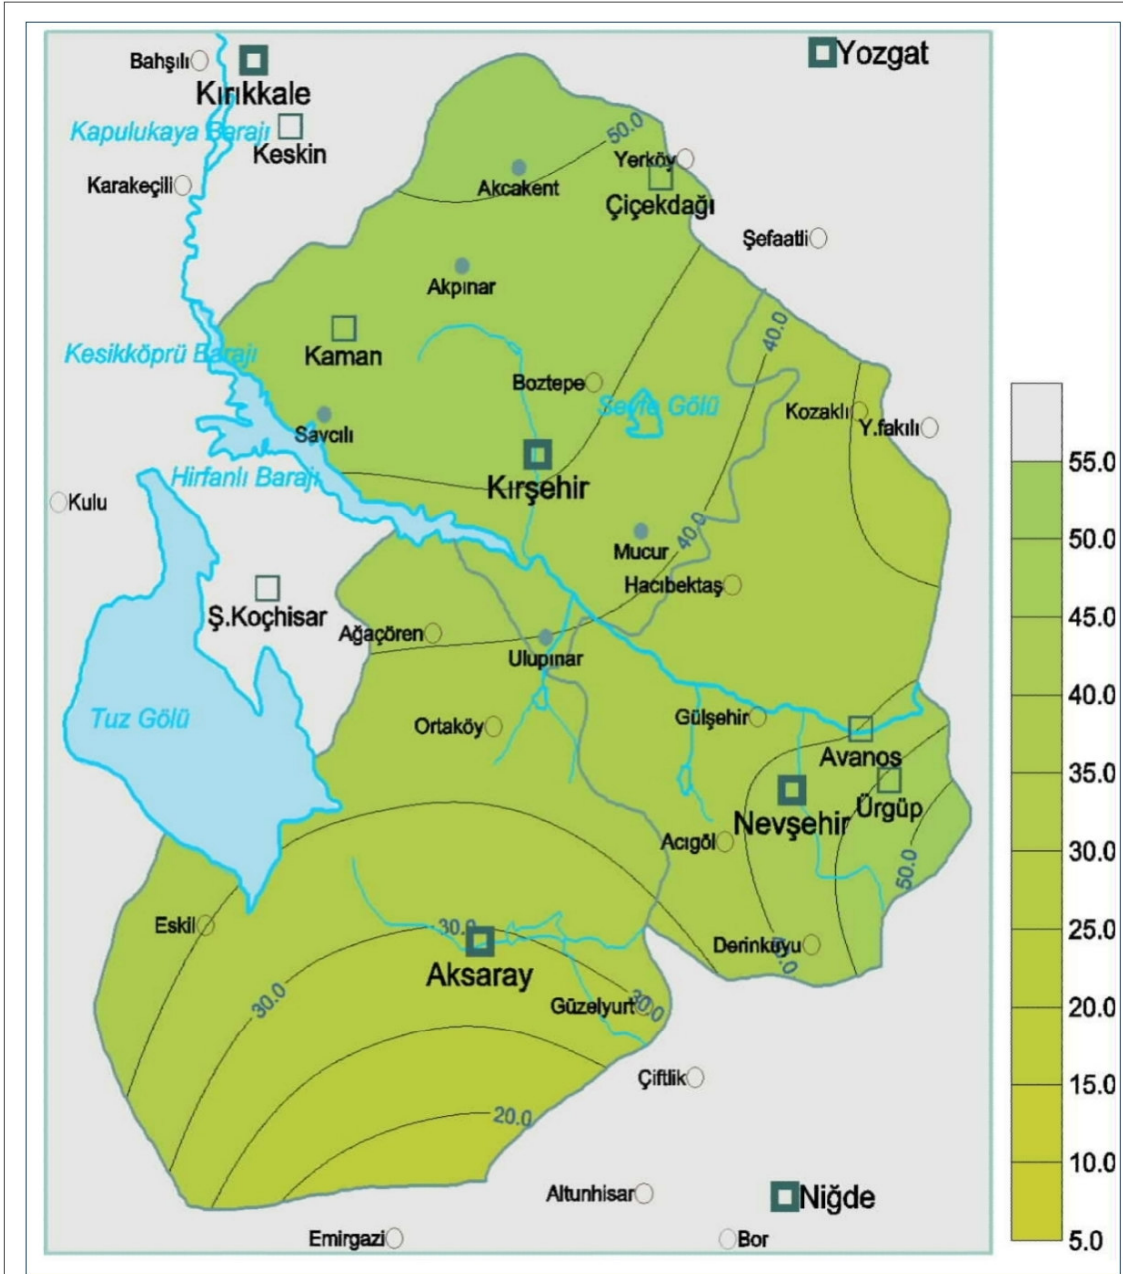 Bahşılı
Kırıkkale
Yozgat
Kapulukaya Barajı
Keskin
50.0
Yerköy
Karakeçili
Akcakent
Çiçekdağı
Şefaatli
Akpınar
40.0
Kesikköprü Barajı
Kaman
Boztepe
Seyfe Gölü
Kozaklı
Y.fakılı
Savcılı
Hirfanlı Barajı
Kırşehir
55.0
Kulu
40.0
50.0
Mucur
Hacıbektaş
Ş.Koçhisar
45.0
Ağaçören
Ulupınar
40.0
Tuz Gölü
Ortaköy
Gülşehir
Avanos
35.0
Nevşehir
Ürgüp
Acıgöl
50.0
30.0
Eskil
30.0
25.0
Derinkuyu
Aksaray
30.0
Güzelyurt
30.0
20.0
Çiftlik
15.0
20.0
10.0
Altunhisar
Niğde
Emirgazi
Bor
5.0